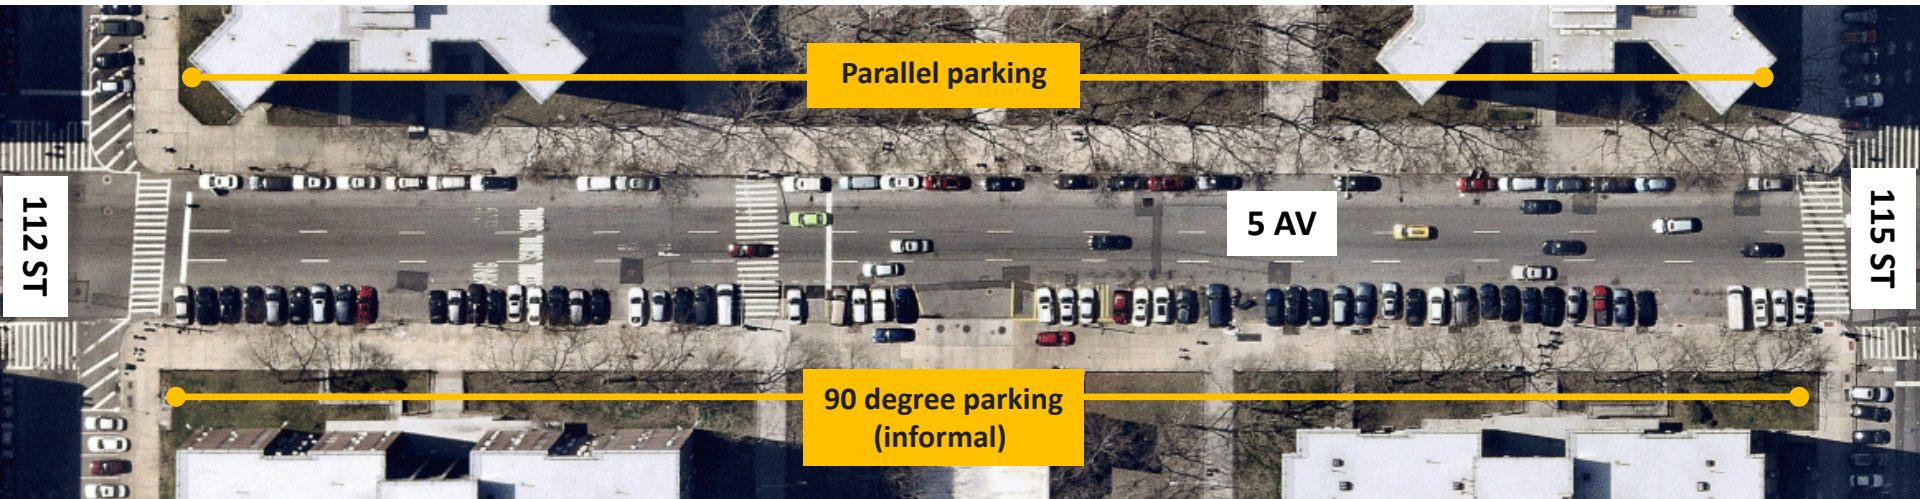 Parallel parking
112 ST
5 AV
115 ST
90 degree parking
(informal)